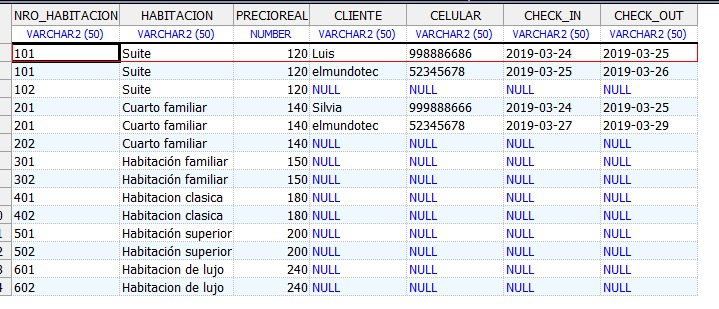 NRO_HABITACION HABITACION PRECIOREAL CLIENTE CELULAR CHECK_IN CHECK_OUT
VARCHAR2 (50) VARCHAR2 (50) NUMBER VARCHAR2 (50) VARCHAR2 (50) VARCHAR2 (50) VARCHAR2 (50)
101 Suite 120 Luis 998886686 2019-03-24 2019-03-25
101 Suite 120 elmundotec 52345678 2019-03-25 2019-03-26
102 Suite 120 NULL NULL NULL NULL
201 Cuarto familiar 140 Silvia 999888666 2019-03-24 2019-03-25
201 Cuarto familiar 140 elmundotec 52345678 2019-03-27 2019-03-29
202 Cuarto familiar 140 NULL NULL NULL NULL
301 Habitación familiar 150 NULL NULL NULL NULL
302 Habitación familiar 150 NULL NULL NULL NULL
401 Habitacion clasica 180 NULL NULL NULL NULL
0 402 Habitacion clasica 180 NULL NULL NULL NULL
1 501 Habitación superior 200 NULL NULL NULL NULL
2 502 Habitación superior 200 NULL NULL NULL NULL
3 601 Habitacion de lujo 240 NULL NULL NULL NULL
4 602 Habitacion de lujo 240 NULL NULL NULL NULL